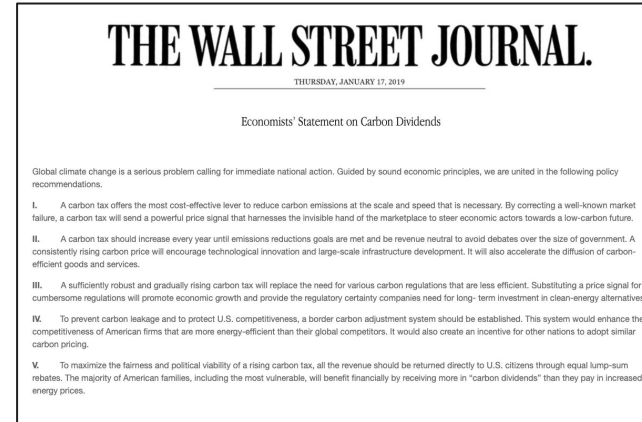 THE WALL STREET JOURNAL.
THURSDAY, JANUARY 17, 2019
Economists' Statement on Carbon Dividends
Global climate change is a serious problem calling for immediate national action. Guided by sound economic principles, we are united in the following policy
recommendations.
I. A carbon tax offers the most cost-effective lever to reduce carbon emissions at the scale and speed that is necessary. By correcting a well-known market
failure, a carbon tax will send a powerful price signal that harnesses the invisible hand of the marketplace to steer economic actors towards a low-carbon future.
II. A carbon tax should increase every year until emissions reductions goals are met and be revenue neutral to avoid debates over the size of government. A
consistently rising carbon price will encourage technological innovation and large-scale infrastructure development. It will also accelerate the diffusion of carbon-
efficient goods and services.
III. A sufficiently robust and gradually rising carbon tax will replace the need for various carbon regulations that are less efficient. Substituting a price signal for
cumbersome regulations will promote economic growth and provide the regulatory certainty companies need for long- term investment in clean-energy alternatives
IV. To prevent carbon leakage and to protect U.S. competitiveness, a border carbon adjustment system should be established. This system would enhance the
competitiveness of American firms that are more energy-efficient than their global competitors. It would also create an incentive for other nations to adopt similar
carbon pricing.
V. To maximize the fairness and political viability of a rising carbon tax, all the revenue should be returned directly to U.S. citizens through equal lump-sum
rebates. The majority of American families, including the most vulnerable, will benefit financially by receiving more in "carbon dividends" than they pay in increased
energy prices.